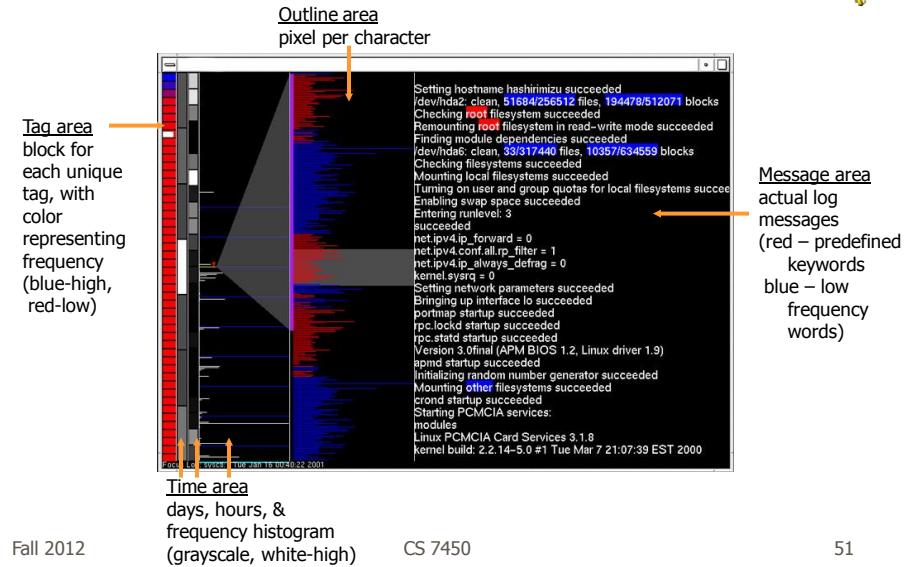 Outline area
pixel per character
Tag area
block for
each unique
tag, with
color
representing
frequency
(blue-high,
red-low)
Setting hostname hashirimizu succeeded
/dev/hda2: clean, 51684/256512 files, 194478/512071 blocks
Checking root filesystem succeeded
Remounting root filesystem in read-write mode succeeded
Finding module dependencies succeeded
/dev/hda6: clean, 33/317440 files, 10357/634559 blocks
Checking filesystems succeeded
Mounting local filesystems succeeded
Turning on user and group quotas for local filesystems succee
Enabling swap space succeeded
Entering runlevel: 3
succeeded
net.ipv4.ip_forward = 0
net.ipv4.conf.all.rp_filter = 1
net.ipv4.ip_always_defrag = 0
kernel.sysrq = 0
Setting network parameters succeeded
Bringing up interface lo succeeded
portmap startup succeeded
rpc.lockd startup succeeded
rpc.statd startup succeeded
Version 3.0final (APM BIOS 1.2, Linux driver 1.9)
apmd startup succeeded
Initializing random number generator succeeded
Mounting other filesystems succeeded
crond startup succeeded
Starting PCMCIA services:
modules
Linux PCMCIA Card Services 3.1.8
kernel build: 2.2.14-5.0 #1 Tue Mar 7 21:07:39 EST 2000
Message area
actual log
messages
(red – predefined
keywords
blue – low
frequency
words)
Focus Log: sysctl: Tue Jan 16 00:40:22 2001
Time area
days, hours, &
frequency histogram
(grayscale, white-high)
Fall 2012
CS 7450
51